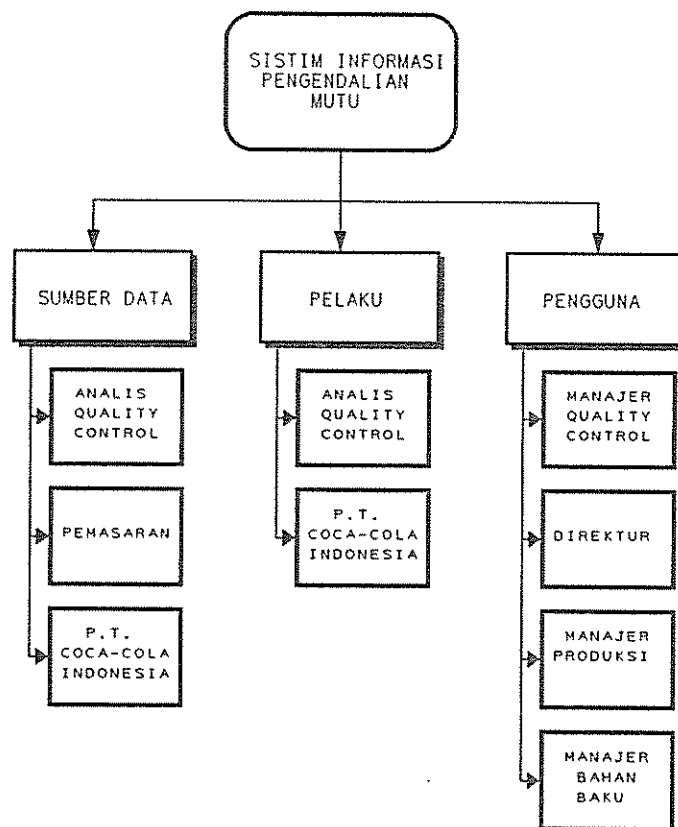 SISTIM INFORMASI
PENGENDALIAN
MUTU
SUMBER DATA
PELAKU
PENGGUNA
ANALIS
QUALITY
CONTROL
PEMASARAN
P.T.
COCA-COLA
INDONESIA
ANALIS
QUALITY
CONTROL
P.T.
COCA-COLA
INDONESIA
MANAJER
QUALITY
CONTROL
DIREKTUR
MANAJER
PRODUKSI
MANAJER
BAHAN
BAKU